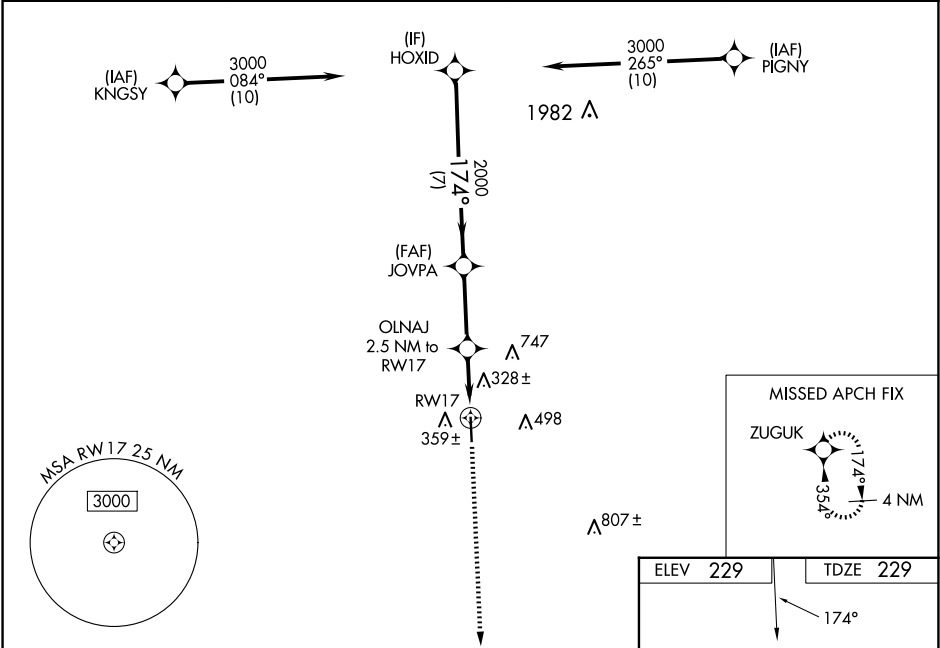 (IAF)
KNGSY
3000
084°
(10)
(IF)
HOXID
3000
265°
(10)
(IAF)
PIGNY
1982
2000
174°
(7)
(FAF)
JOVPA
OLNAJ
2.5 NM to
RW17
747
328±
RW17
359±
498
807±
MSA RW17 25 NM
3000
MISSED APCH FIX
ZUGUK
174°
354°
4 NM
ELEV 229
TDZE 229
174°